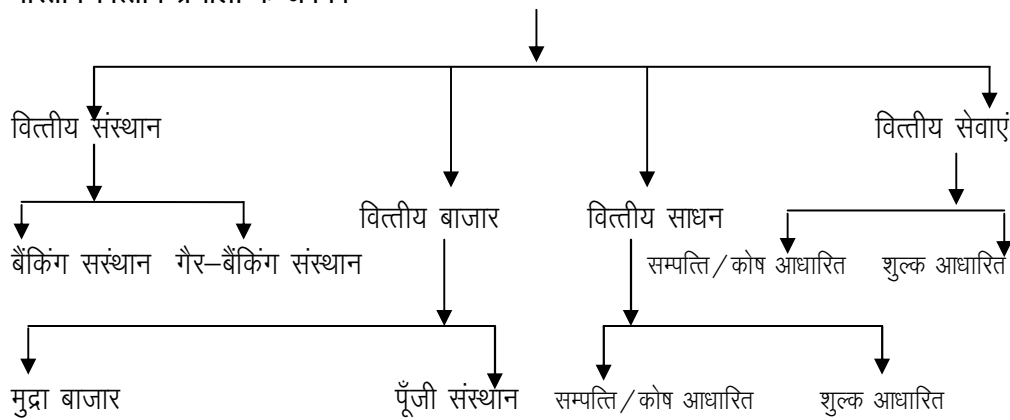 वित्तीय संस्थान वित्तीय सेवाएं
वित्तीय बाजार वित्तीय साधन
बैंकिंग सस्थान गैर–बैंकिंग संस्थान सम्पत्ति/कोष आधारित शुल्क आधारित
मुद्रा बाजार पूँजी संस्थान सम्पत्ति/कोष आधारित शुल्क आधारित